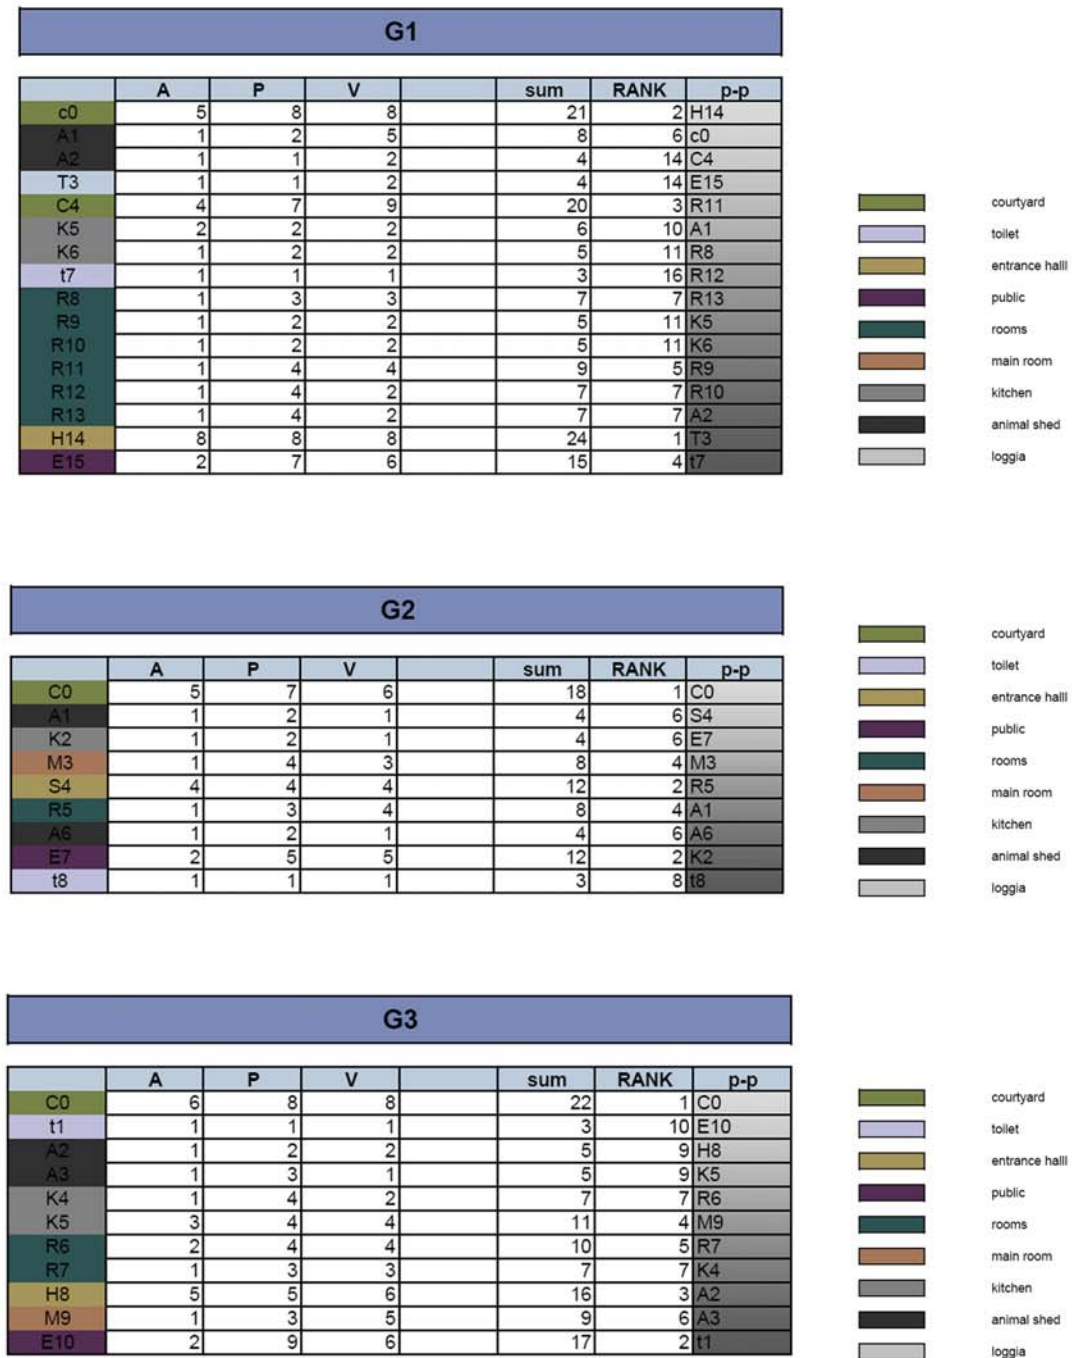 G1
A P V sum RANK p-p
c0 5 8 8 21 2 H14
A1 1 2 5 8 6 c0
A2 1 1 2 4 14 C4
T3 1 1 2 4 14 E15
C4 4 7 9 20 3 R11
K5 2 2 2 6 10 A1
K6 1 2 2 5 11 R8
t7 1 1 1 3 16 R12
R8 1 3 3 7 7 R13
R9 1 2 2 5 11 K5
R10 1 2 2 5 11 K6
R11 1 4 4 9 5 R9
R12 1 4 2 7 7 R10
R13 1 4 2 7 7 A2
H14 8 8 8 24 1 T3
E15 2 7 6 15 4 t7
courtyard
toilet
entrance halll
public
rooms
main room
kitchen
animal shed
loggia
G2
A P V sum RANK p-p
C0 5 7 6 18 1 C0
A1 1 2 1 4 6 S4
K2 1 2 1 4 6 E7
M3 1 4 3 8 4 M3
S4 4 4 4 12 2 R5
R5 1 3 4 8 4 A1
A6 1 2 1 4 6 A6
E7 2 5 5 12 2 K2
t8 1 1 1 3 8 t8
courtyard
toilet
entrance halll
public
rooms
main room
kitchen
animal shed
loggia
G3
A P V sum RANK p-p
C0 6 8 8 22 1 C0
t1 1 1 1 3 10 E10
A2 1 2 2 5 9 H8
A3 1 3 1 5 9 K5
K4 1 4 2 7 7 R6
K5 3 4 4 11 4 M9
R6 2 4 4 10 5 R7
R7 1 3 3 7 7 K4
H8 5 5 6 16 3 A2
M9 1 3 5 9 6 A3
E10 2 9 6 17 2 t1
courtyard
toilet
entrance halll
public
rooms
main room
kitchen
animal shed
loggia